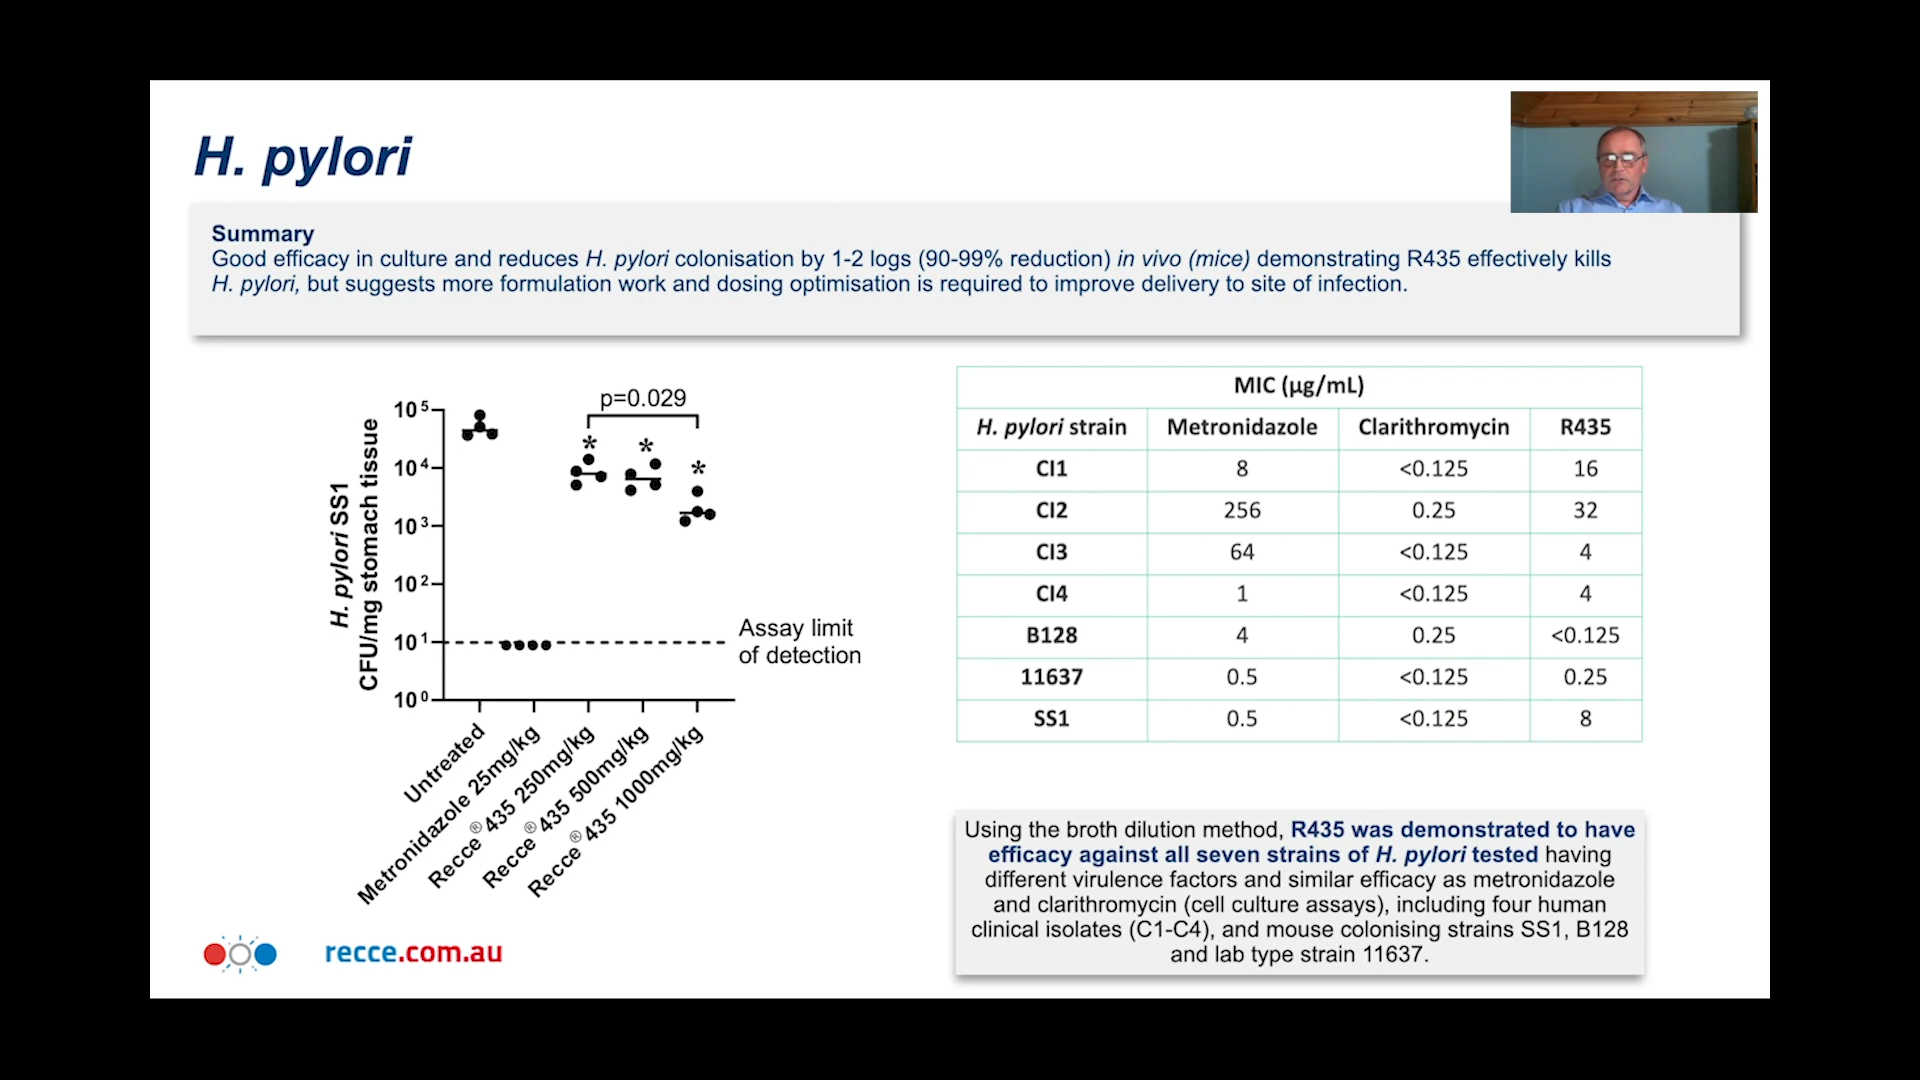 H. pylori
Summary
Good efficacy in culture and reduces H. pylori colonisation by 1-2 logs (90-99% reduction) in vivo (mice) demonstrating R435 effectively kills
H. pylori, but suggests more formulation work and dosing optimisation is required to improve delivery to site of infection.
H. pylori SS1
CFU/mg stomach tissue
10⁵
10⁴
10³
10²
10¹
10⁰
p=0.029
* * *
Assay limit
of detection
Untreated
Metronidazole 25mg/kg
Recce®435 250mg/kg
Recce®435 500mg/kg
Recce®435 1000mg/kg
MIC (µg/mL)
H. pylori strain Metronidazole Clarithromycin R435
CI1 8 <0.125 16
CI2 256 0.25 32
CI3 64 <0.125 4
CI4 1 <0.125 4
B128 4 0.25 <0.125
11637 0.5 <0.125 0.25
SS1 0.5 <0.125 8
Using the broth dilution method, R435 was demonstrated to have
efficacy against all seven strains of H. pylori tested having
different virulence factors and similar efficacy as metronidazole
and clarithromycin (cell culture assays), including four human
clinical isolates (C1-C4), and mouse colonising strains SS1, B128
and lab type strain 11637.
recce.com.au